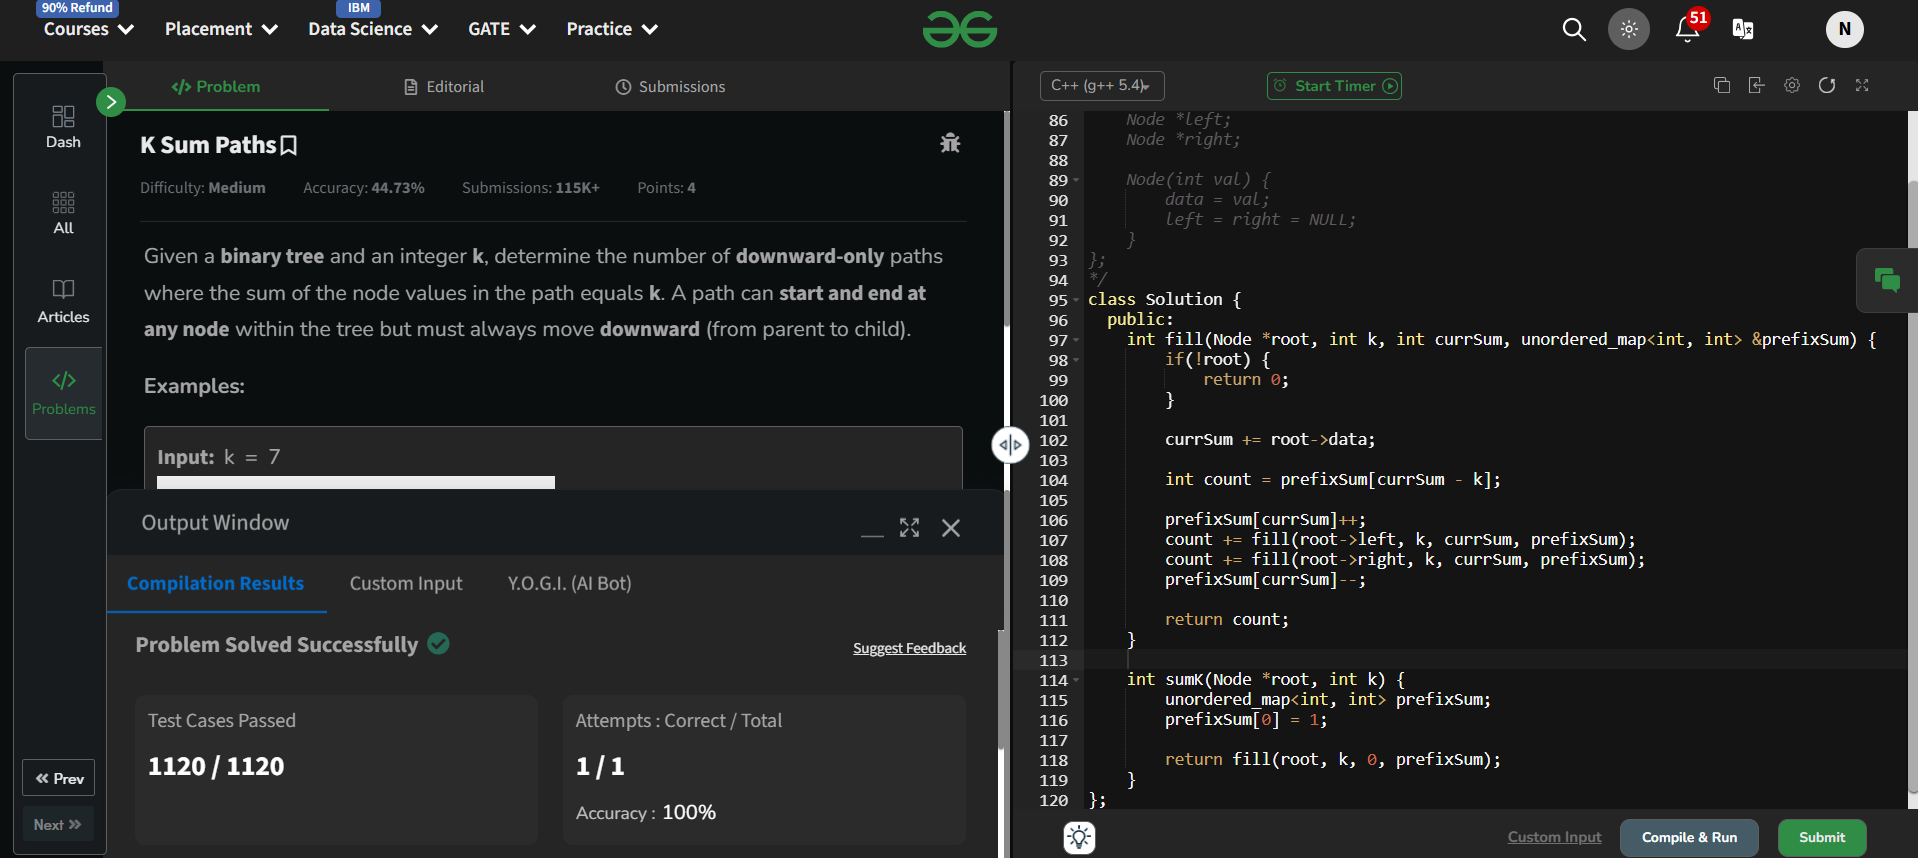 90% Refund
IBM
Courses
Placement
Data Science
GATE
Practice
51
N
Dash
All
Articles
Problems
Prev
Next
Problem
Editorial
Submissions
K Sum Paths
Difficulty: Medium Accuracy: 44.73% Submissions: 115K+ Points: 4
Given a binary tree and an integer k, determine the number of downward-only paths
where the sum of the node values in the path equals k. A path can start and end at
any node within the tree but must always move downward (from parent to child).
Examples:
Input: k = 7
Output Window
Compilation Results
Custom Input
Y.O.G.I. (AI Bot)
Problem Solved Successfully
Suggest Feedback
Test Cases Passed
1120 / 1120
Attempts : Correct / Total
1 / 1
Accuracy : 100%
C++ (g++ 5.4)
Start Timer
86 Node *left;
87 Node *right;
88
89 Node(int val) {
90 data = val;
91 left = right = NULL;
92 }
93 };
94 */
95 class Solution {
96 public:
97 int fill(Node *root, int k, int currSum, unordered_map<int, int> &prefixSum) {
98 if(!root) {
99 return 0;
100 }
101
102 currSum += root->data;
103
104 int count = prefixSum[currSum - k];
105
106 prefixSum[currSum]++;
107 count += fill(root->left, k, currSum, prefixSum);
108 count += fill(root->right, k, currSum, prefixSum);
109 prefixSum[currSum]--;
110
111 return count;
112 }
113
114 int sumK(Node *root, int k) {
115 unordered_map<int, int> prefixSum;
116 prefixSum[0] = 1;
117
118 return fill(root, k, 0, prefixSum);
119 }
120 };
Custom Input
Compile & Run
Submit